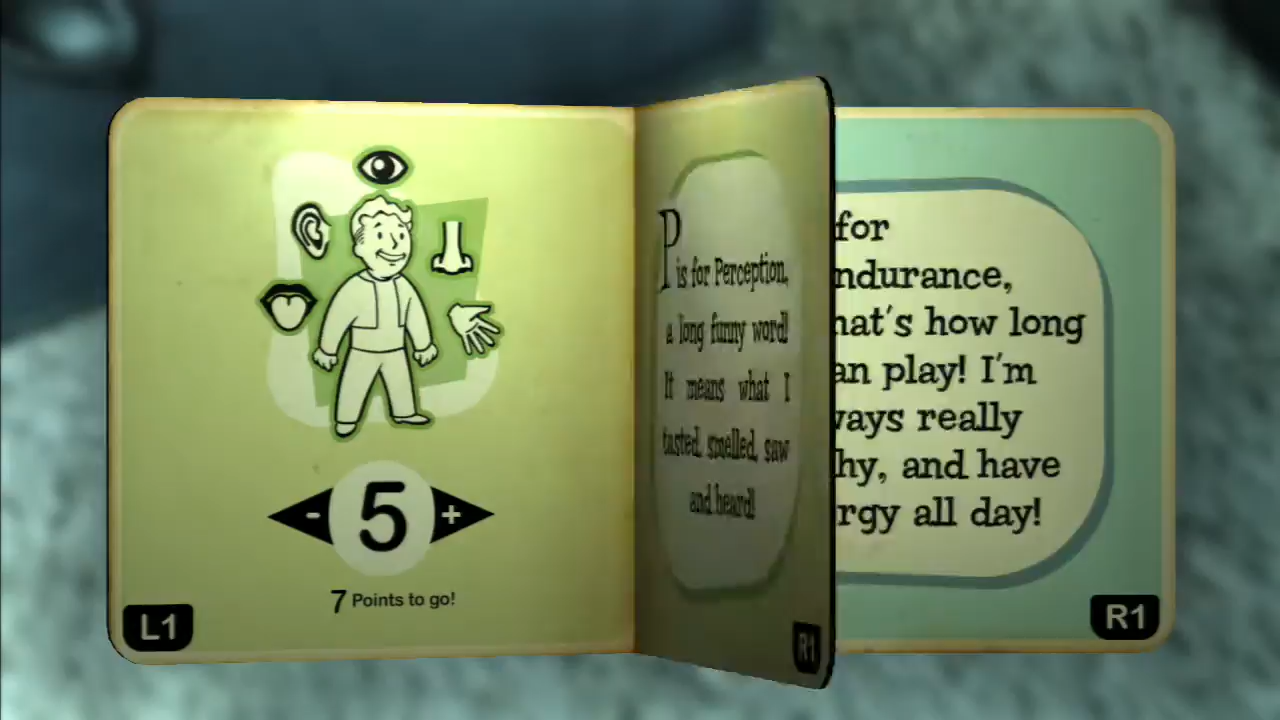 - 5 +
7 Points to go!
L1
P
is for Perception,
a long funny word!
It means what I
tasted, smelled, saw
and heard!
R1
for
ndurance,
hat's how long
an play! I'm
ways really
hy, and have
rgy all day!
R1